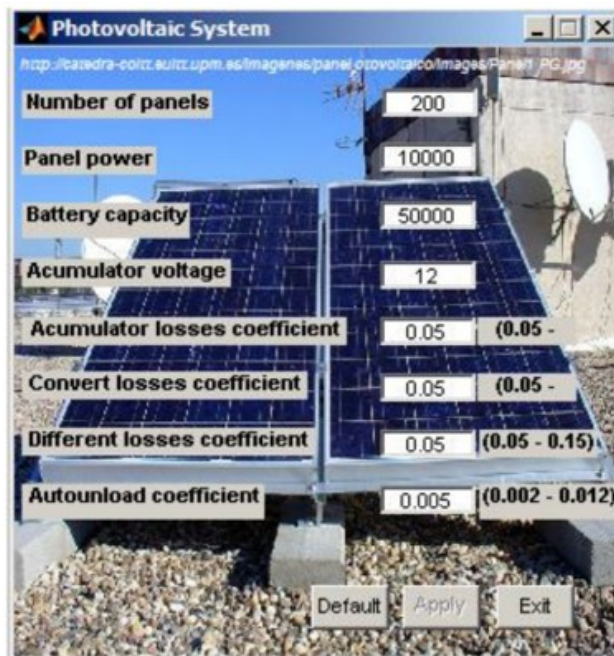 Photovoltaic System
Number of panels 200
Panel power 10000
Battery capacity 50000
Acumulator voltage 12
Acumulator losses coefficient 0.05 (0.05 -
Convert losses coefficient 0.05 (0.05 -
Different losses coefficient 0.05 (0.05 - 0.15)
Autounload coefficient 0.005 (0.002 - 0.012)
Default Apply Exit